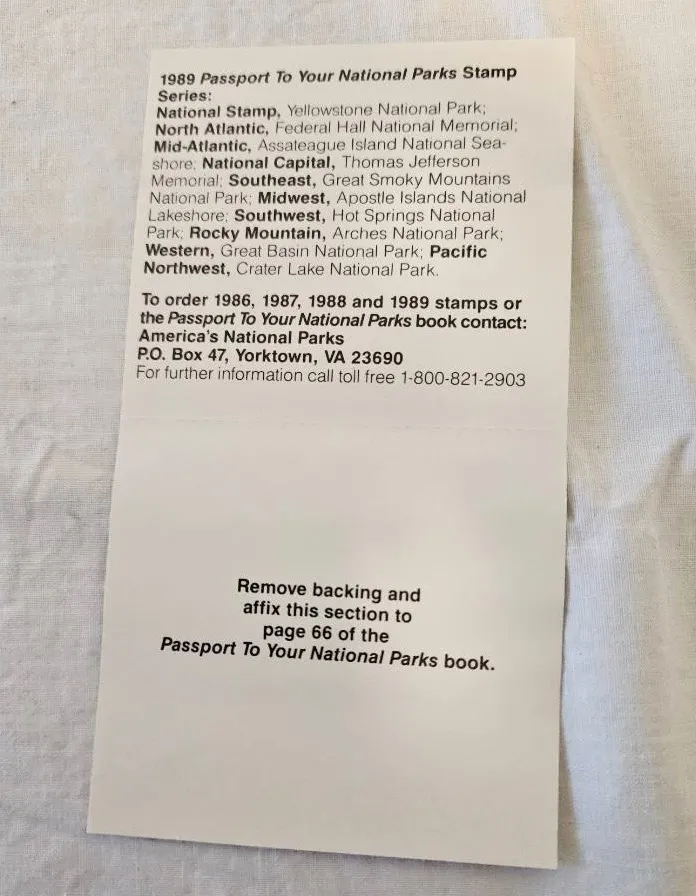 1989 Passport To Your National Parks Stamp
Series:
National Stamp, Yellowstone National Park;
North Atlantic, Federal Hall National Memorial;
Mid-Atlantic, Assateague Island National Sea-
shore; National Capital, Thomas Jefferson
Memorial; Southeast, Great Smoky Mountains
National Park; Midwest, Apostle Islands National
Lakeshore; Southwest, Hot Springs National
Park; Rocky Mountain, Arches National Park;
Western, Great Basin National Park; Pacific
Northwest, Crater Lake National Park.
To order 1986, 1987, 1988 and 1989 stamps or
the Passport To Your National Parks book contact:
America's National Parks
P.O. Box 47, Yorktown, VA 23690
For further information call toll free 1-800-821-2903
Remove backing and
affix this section to
page 66 of the
Passport To Your National Parks book.